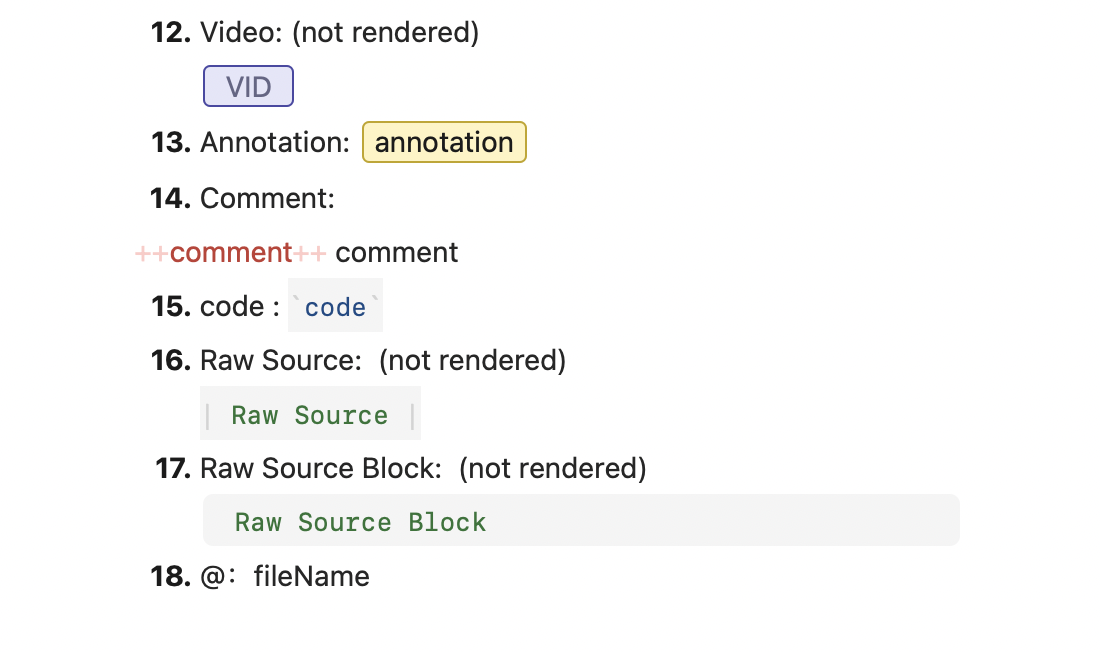 12. Video: (not rendered)
VID
13. Annotation: annotation
14. Comment:
++comment++ comment
15. code : `code`
16. Raw Source: (not rendered)
| Raw Source |
17. Raw Source Block: (not rendered)
Raw Source Block
18. @: fileName